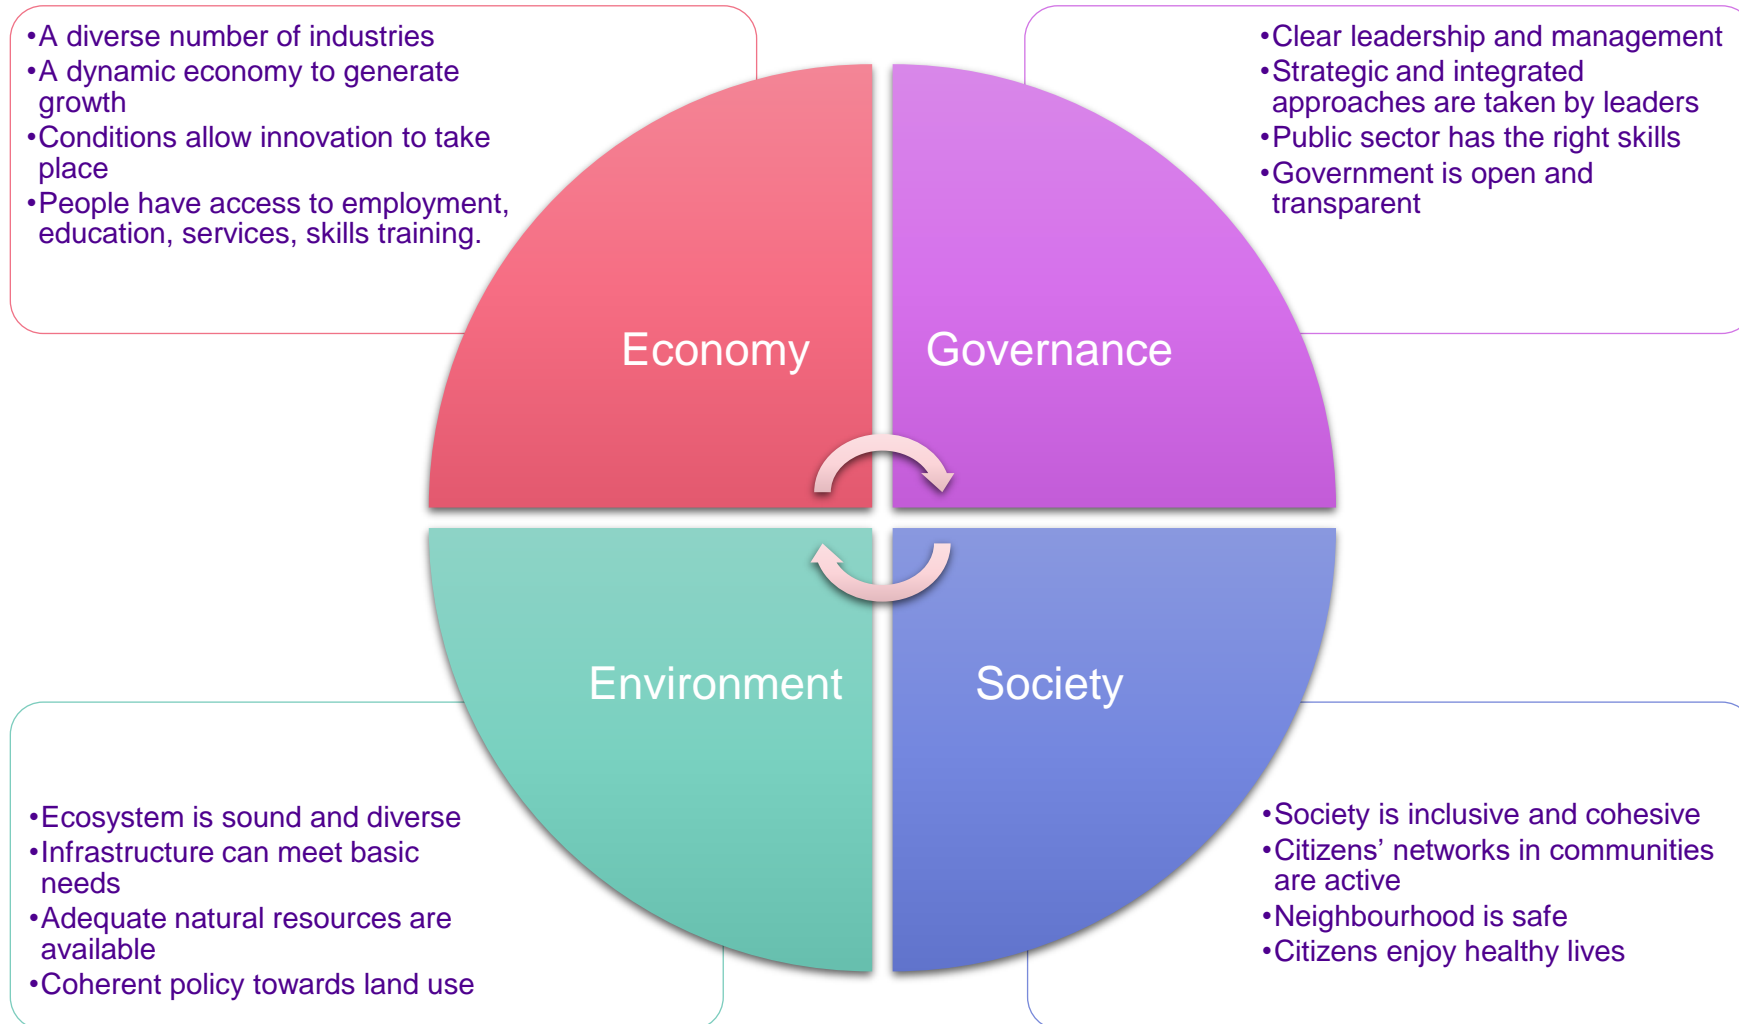 •A diverse number of industries
•A dynamic economy to generate
growth
•Conditions allow innovation to take
place
•People have access to employment,
education, services, skills training.
•Clear leadership and management
•Strategic and integrated
approaches are taken by leaders
•Public sector has the right skills
•Government is open and
transparent
Economy
Governance
Environment
Society
•Ecosystem is sound and diverse
•Infrastructure can meet basic
needs
•Adequate natural resources are
available
•Coherent policy towards land use
•Society is inclusive and cohesive
•Citizens’ networks in communities
are active
•Neighbourhood is safe
•Citizens enjoy healthy lives